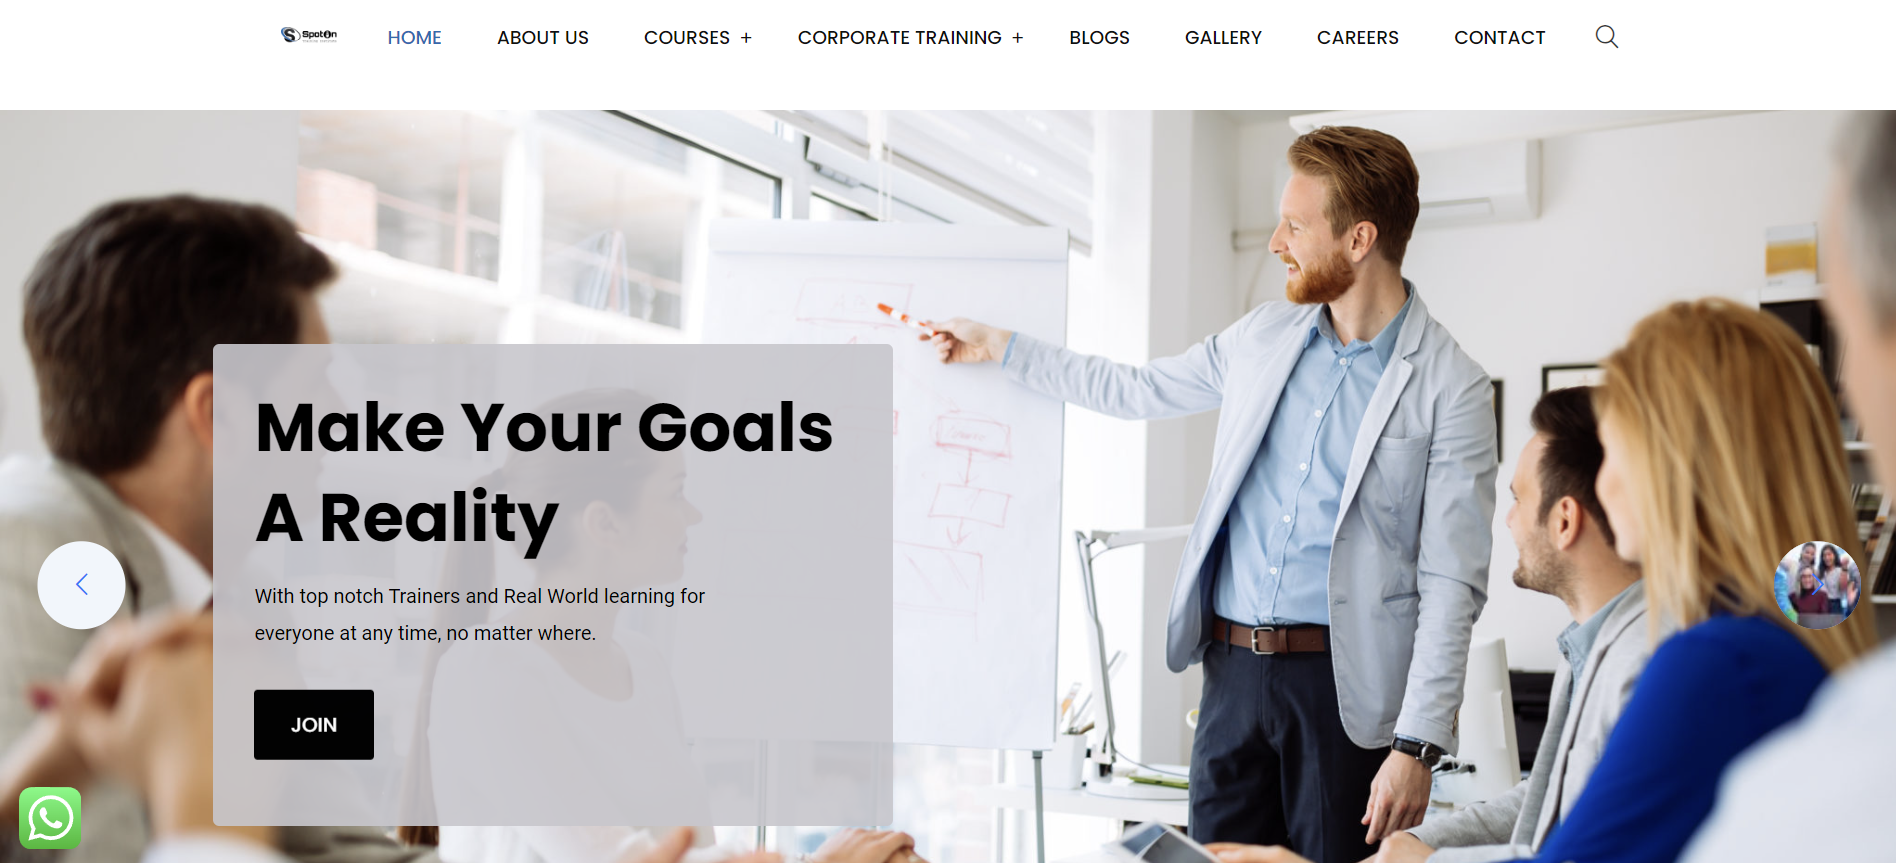 SpotOn
HOME
ABOUT US
COURSES +
CORPORATE TRAINING +
BLOGS
GALLERY
CAREERS
CONTACT
Make Your Goals
A Reality
With top notch Trainers and Real World learning for
everyone at any time, no matter where.
JOIN